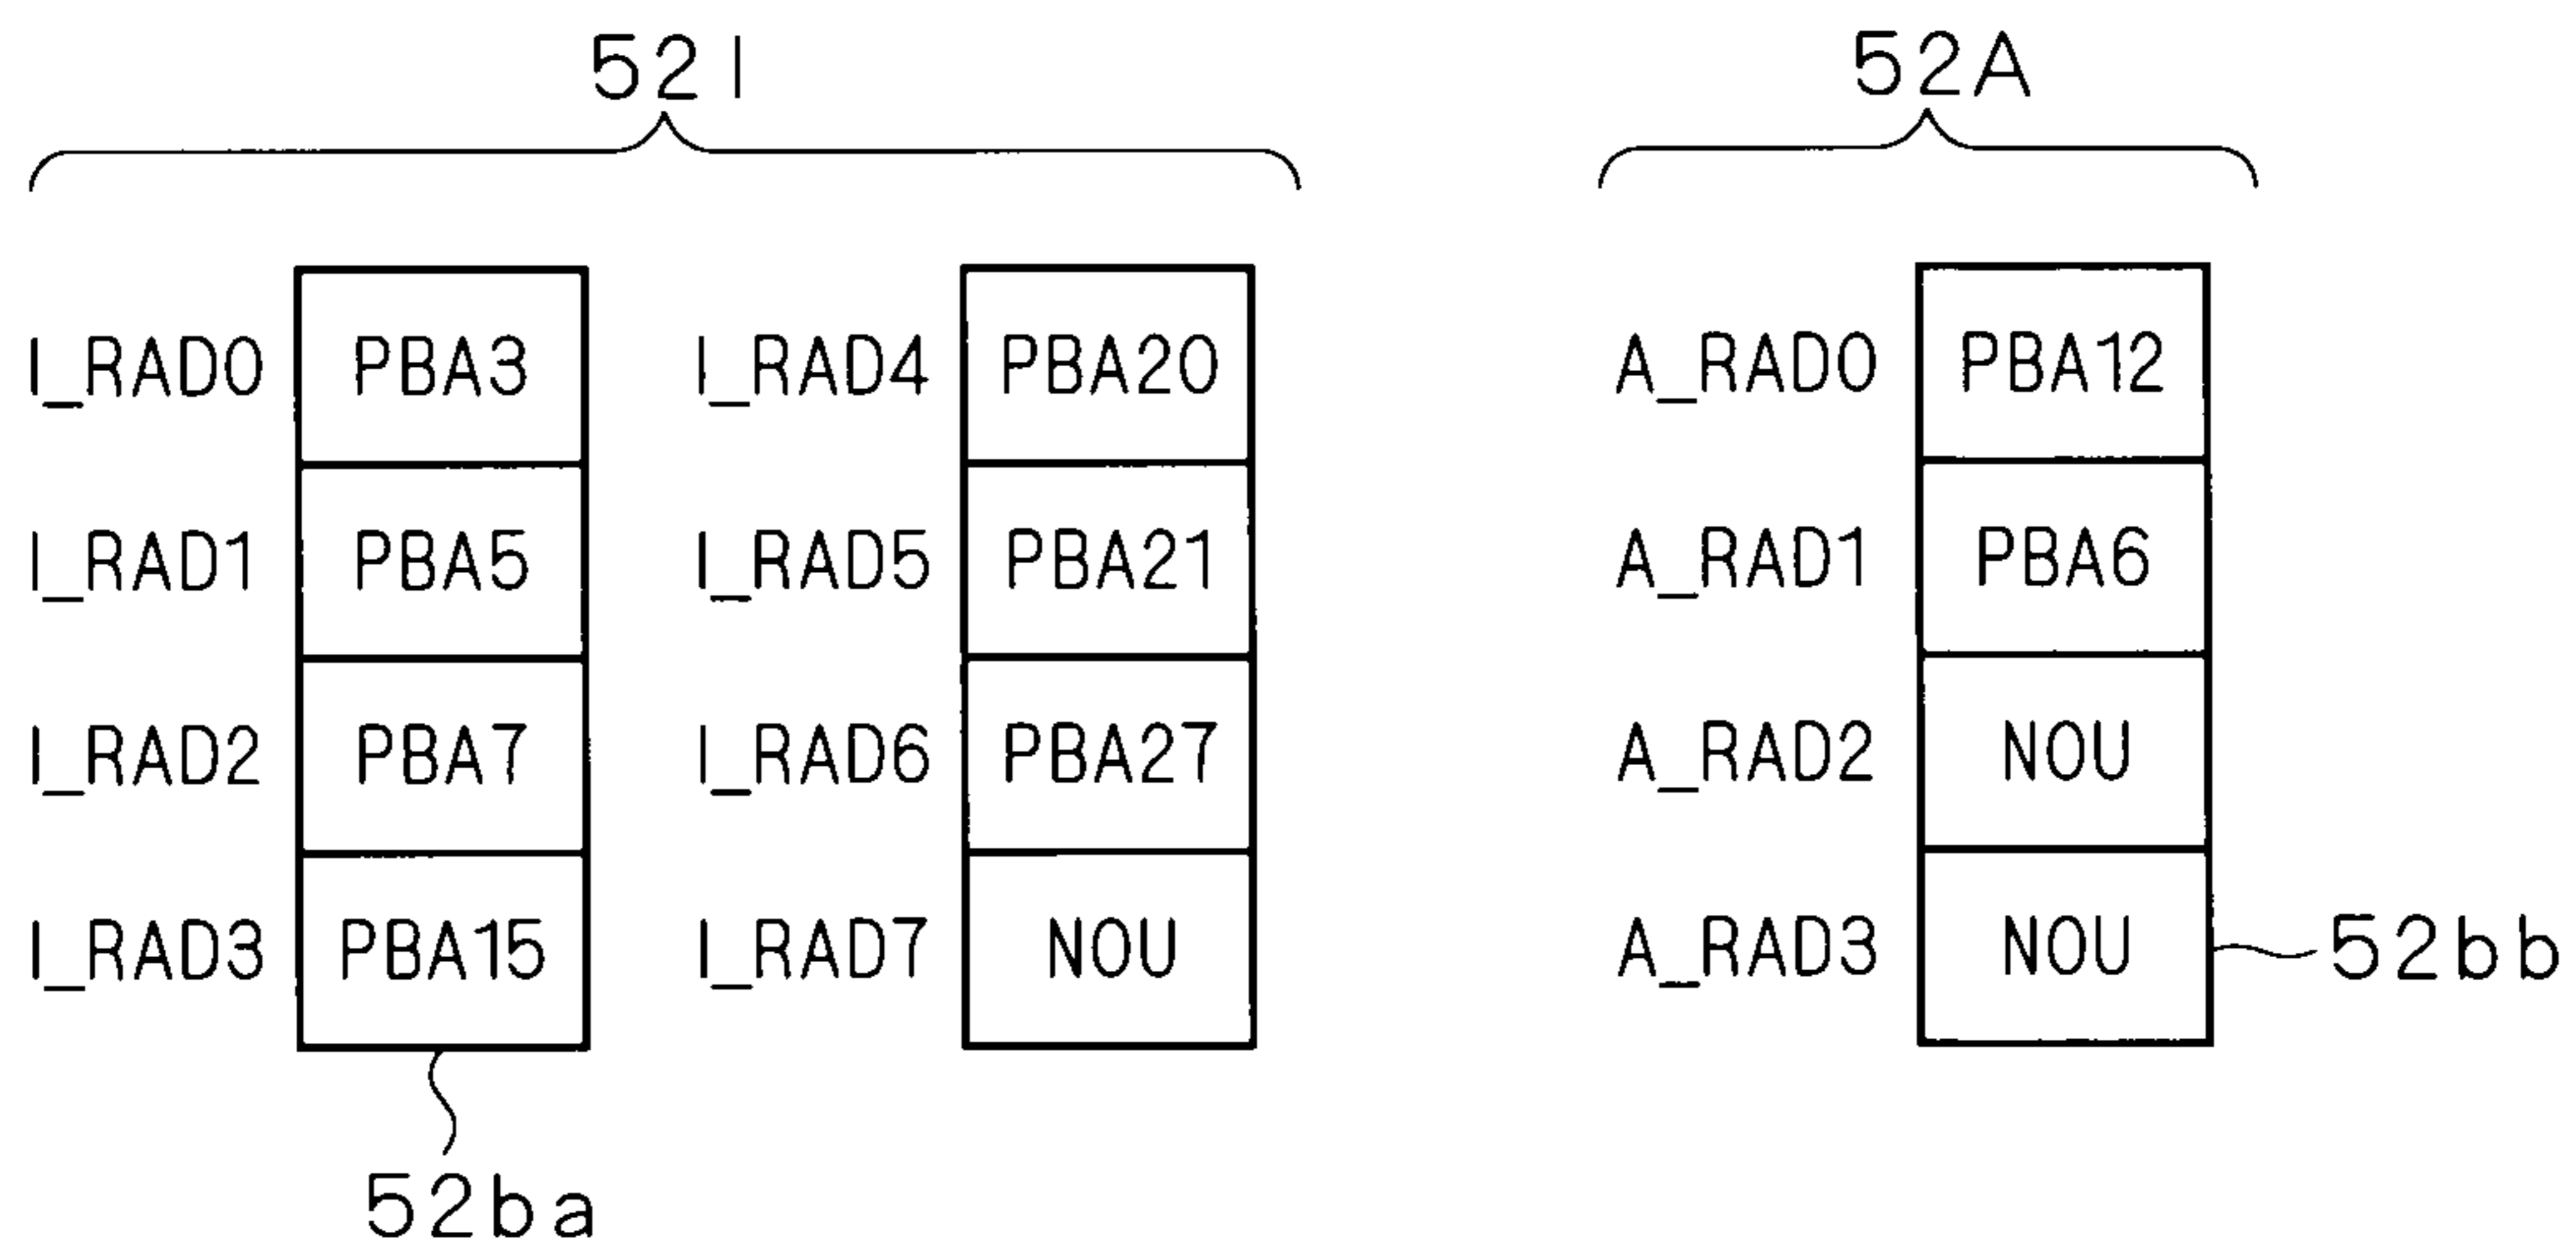 52I 52A
I_RAD0 PBA3 I_RAD4 PBA20 A_RAD0 PBA12
I_RAD1 PBA5 I_RAD5 PBA21 A_RAD1 PBA6
I_RAD2 PBA7 I_RAD6 PBA27 A_RAD2 NOU
I_RAD3 PBA15 I_RAD7 NOU A_RAD3 NOU 52bb
52ba